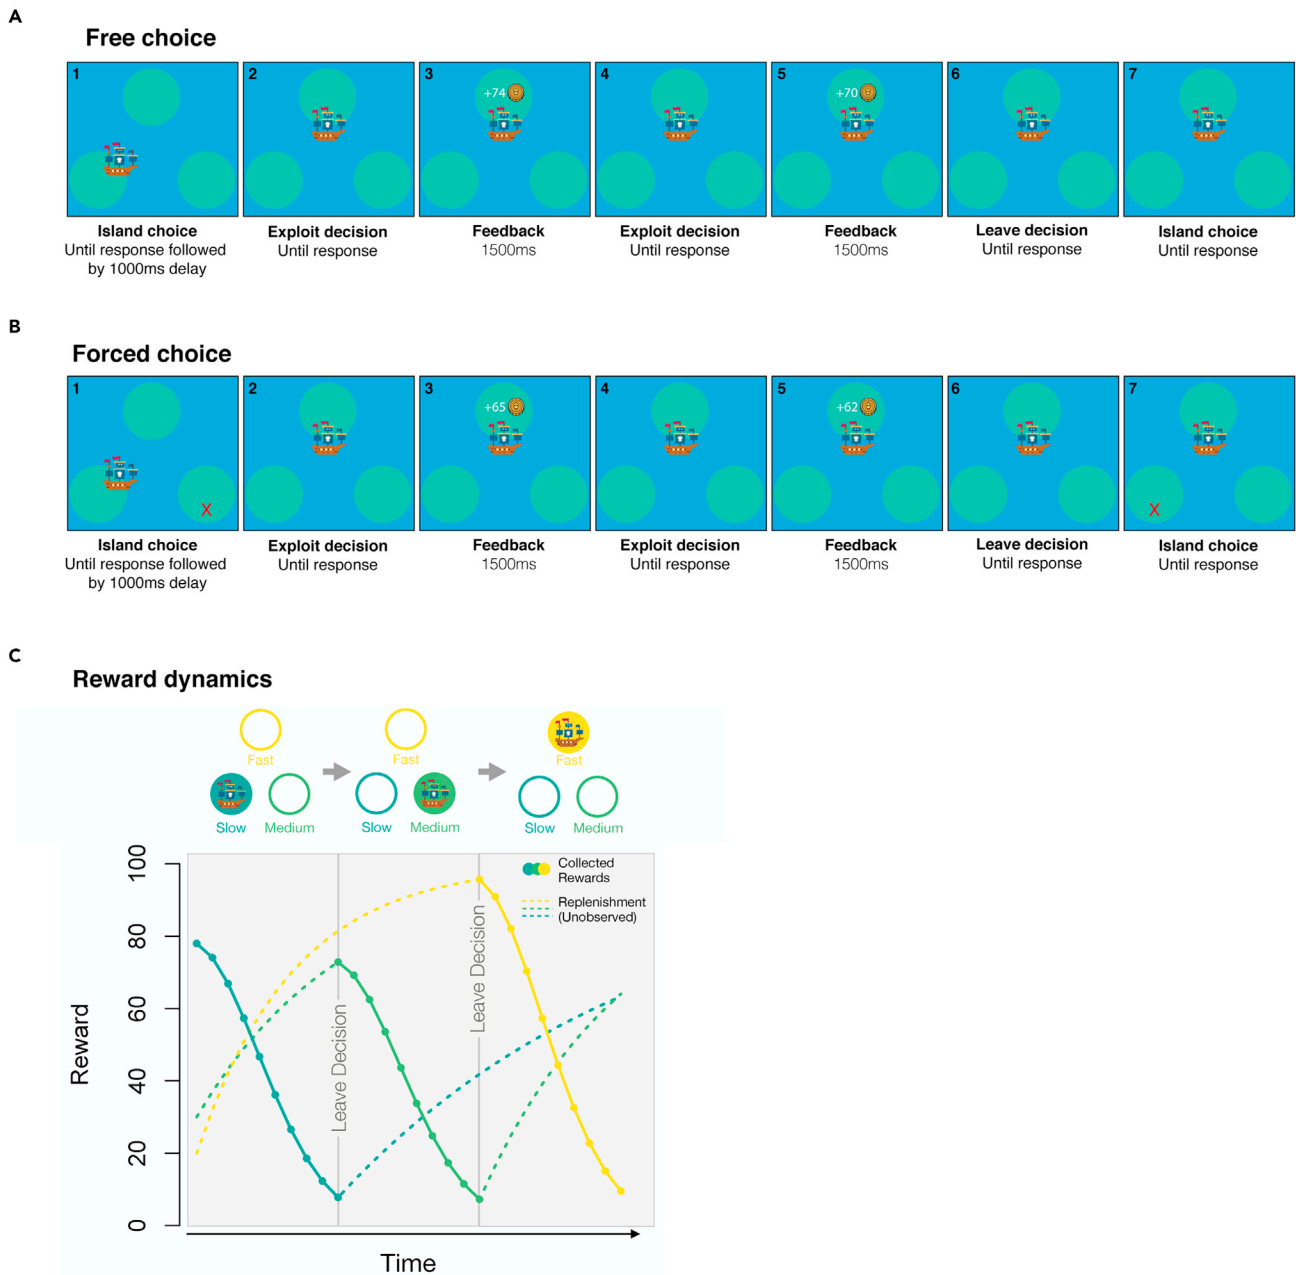 A
Free choice
1 2 3 4 5 6 7
+74
+70
Island choice
Until response followed
by 1000ms delay
Exploit decision
Until response
Feedback
1500ms
Exploit decision
Until response
Feedback
1500ms
Leave decision
Until response
Island choice
Until response
B
Forced choice
1 2 3 4 5 6 7
+65
+62
X
X
Island choice
Until response followed
by 1000ms delay
Exploit decision
Until response
Feedback
1500ms
Exploit decision
Until response
Feedback
1500ms
Leave decision
Until response
Island choice
Until response
C
Reward dynamics
Fast
Slow Medium
Fast
Slow Medium
Fast
Slow Medium
Collected
Rewards
Replenishment
(Unobserved)
Leave Decision
Leave Decision
Reward
100
80
60
40
20
0
Time